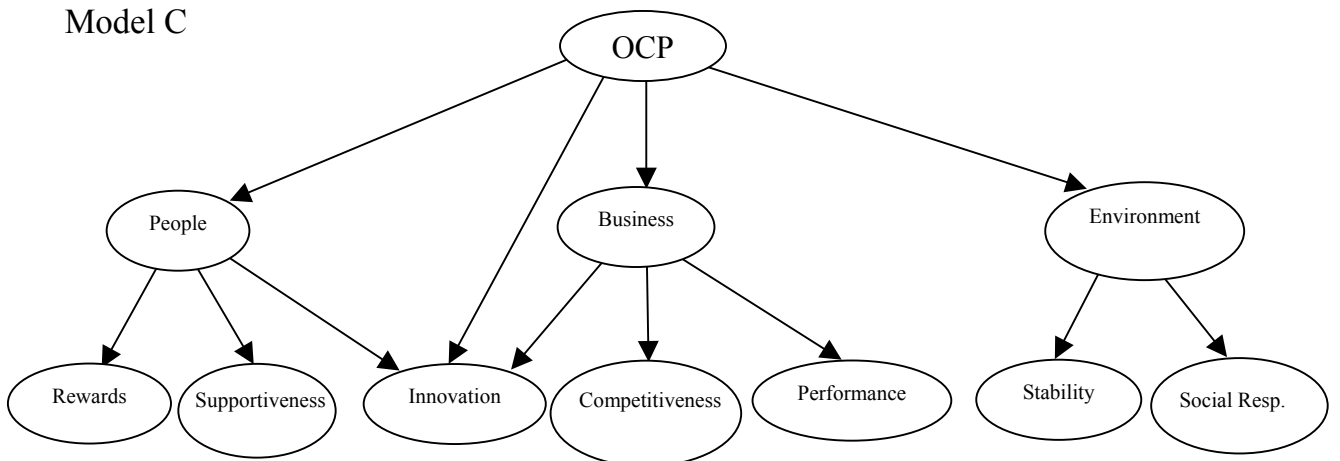 Model C
OCP
People
Business
Environment
Rewards
Supportiveness
Innovation
Competitiveness
Performance
Stability
Social Resp.